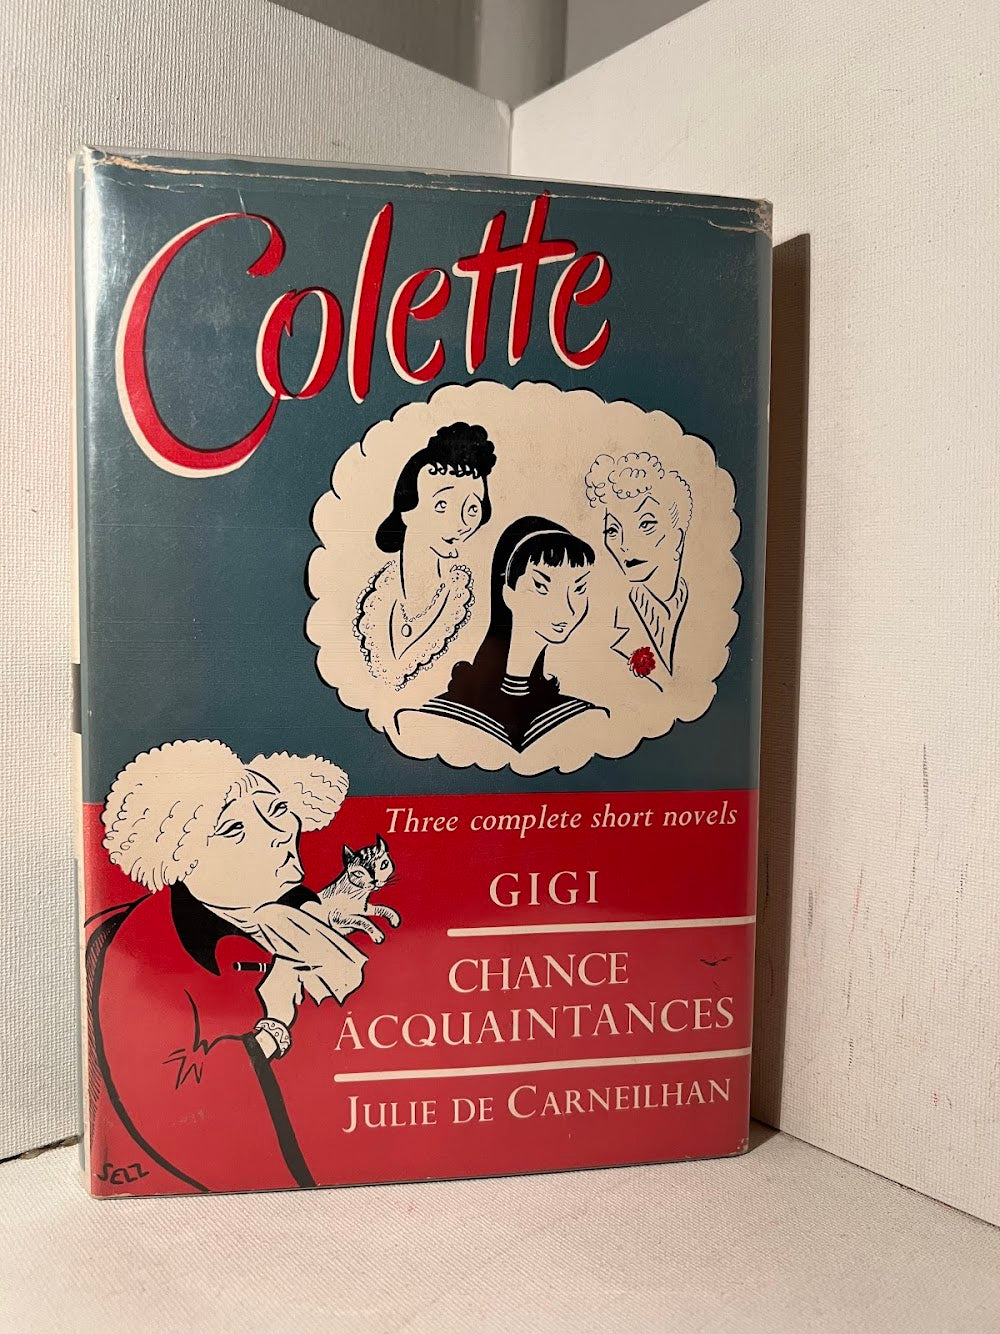 Colette
Three complete short novels
GIGI
CHANCE
ACQUAINTANCES
JULIE DE CARNEILHAN
SELZ